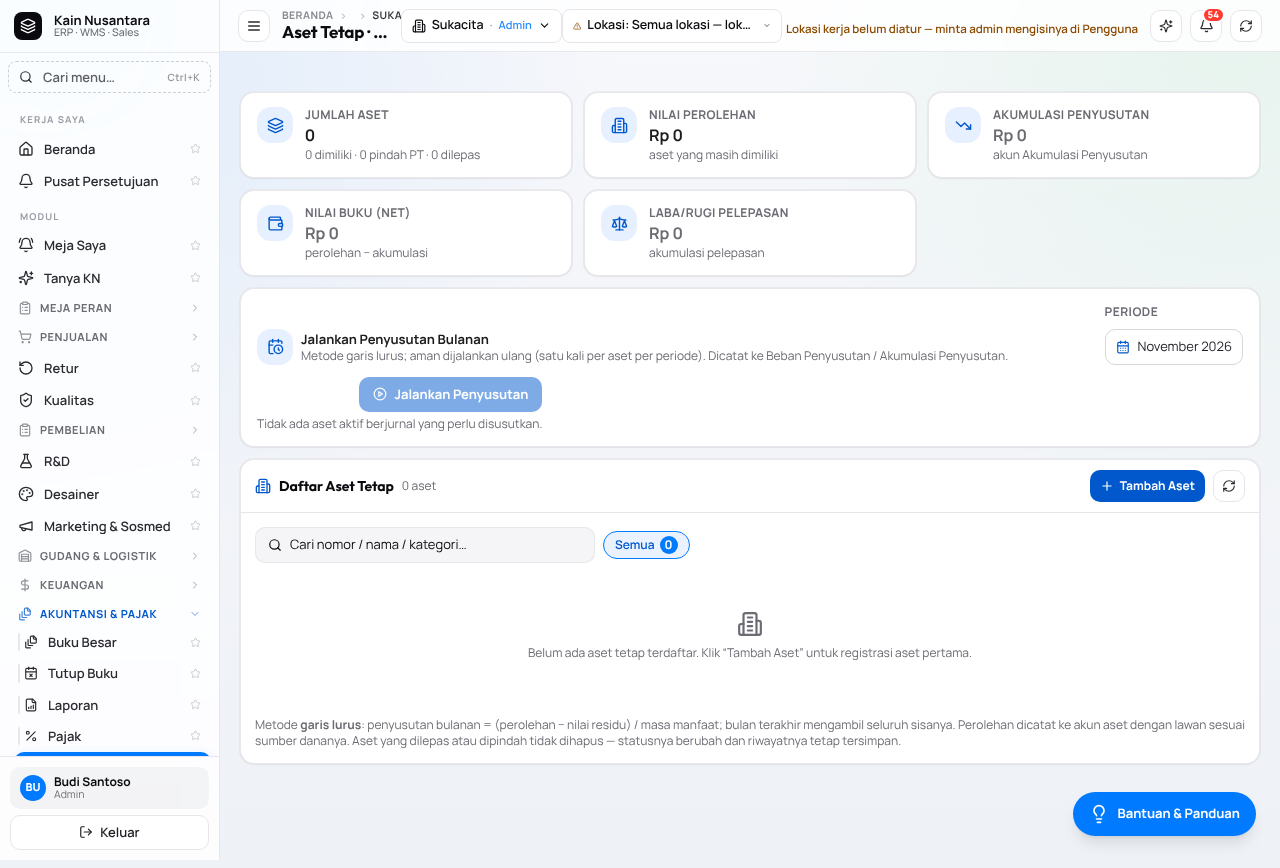 Kain Nusantara
ERP · WMS · Sales
Cari menu...
Ctrl+K
KERJA SAYA
Beranda
Pusat Persetujuan
MODUL
Meja Saya
Tanya KN
MEJA PERAN
PENJUALAN
Retur
Kualitas
PEMBELIAN
R&D
Desainer
Marketing & Sosmed
GUDANG & LOGISTIK
KEUANGAN
AKUNTANSI & PAJAK
Buku Besar
Tutup Buku
Laporan
Pajak
BU
Budi Santoso
Admin
Keluar
BERANDA › › SUKA
Aset Tetap · ...
Sukacita · Admin
Lokasi: Semua lokasi — lok...
Lokasi kerja belum diatur — minta admin mengisinya di Pengguna
54
JUMLAH ASET
0
0 dimiliki · 0 pindah PT · 0 dilepas
NILAI PEROLEHAN
Rp 0
aset yang masih dimiliki
AKUMULASI PENYUSUTAN
Rp 0
akun Akumulasi Penyusutan
NILAI BUKU (NET)
Rp 0
perolehan − akumulasi
LABA/RUGI PELEPASAN
Rp 0
akumulasi pelepasan
Jalankan Penyusutan Bulanan
Metode garis lurus; aman dijalankan ulang (satu kali per aset per periode). Dicatat ke Beban Penyusutan / Akumulasi Penyusutan.
PERIODE
November 2026
Jalankan Penyusutan
Tidak ada aset aktif berjurnal yang perlu disusutkan.
Daftar Aset Tetap 0 aset
Tambah Aset
Cari nomor / nama / kategori...
Semua 0
Belum ada aset tetap terdaftar. Klik “Tambah Aset” untuk registrasi aset pertama.
Metode garis lurus: penyusutan bulanan = (perolehan − nilai residu) / masa manfaat; bulan terakhir mengambil seluruh sisanya. Perolehan dicatat ke akun aset dengan lawan sesuai
sumber dananya. Aset yang dilepas atau dipindah tidak dihapus — statusnya berubah dan riwayatnya tetap tersimpan.
Bantuan & Panduan